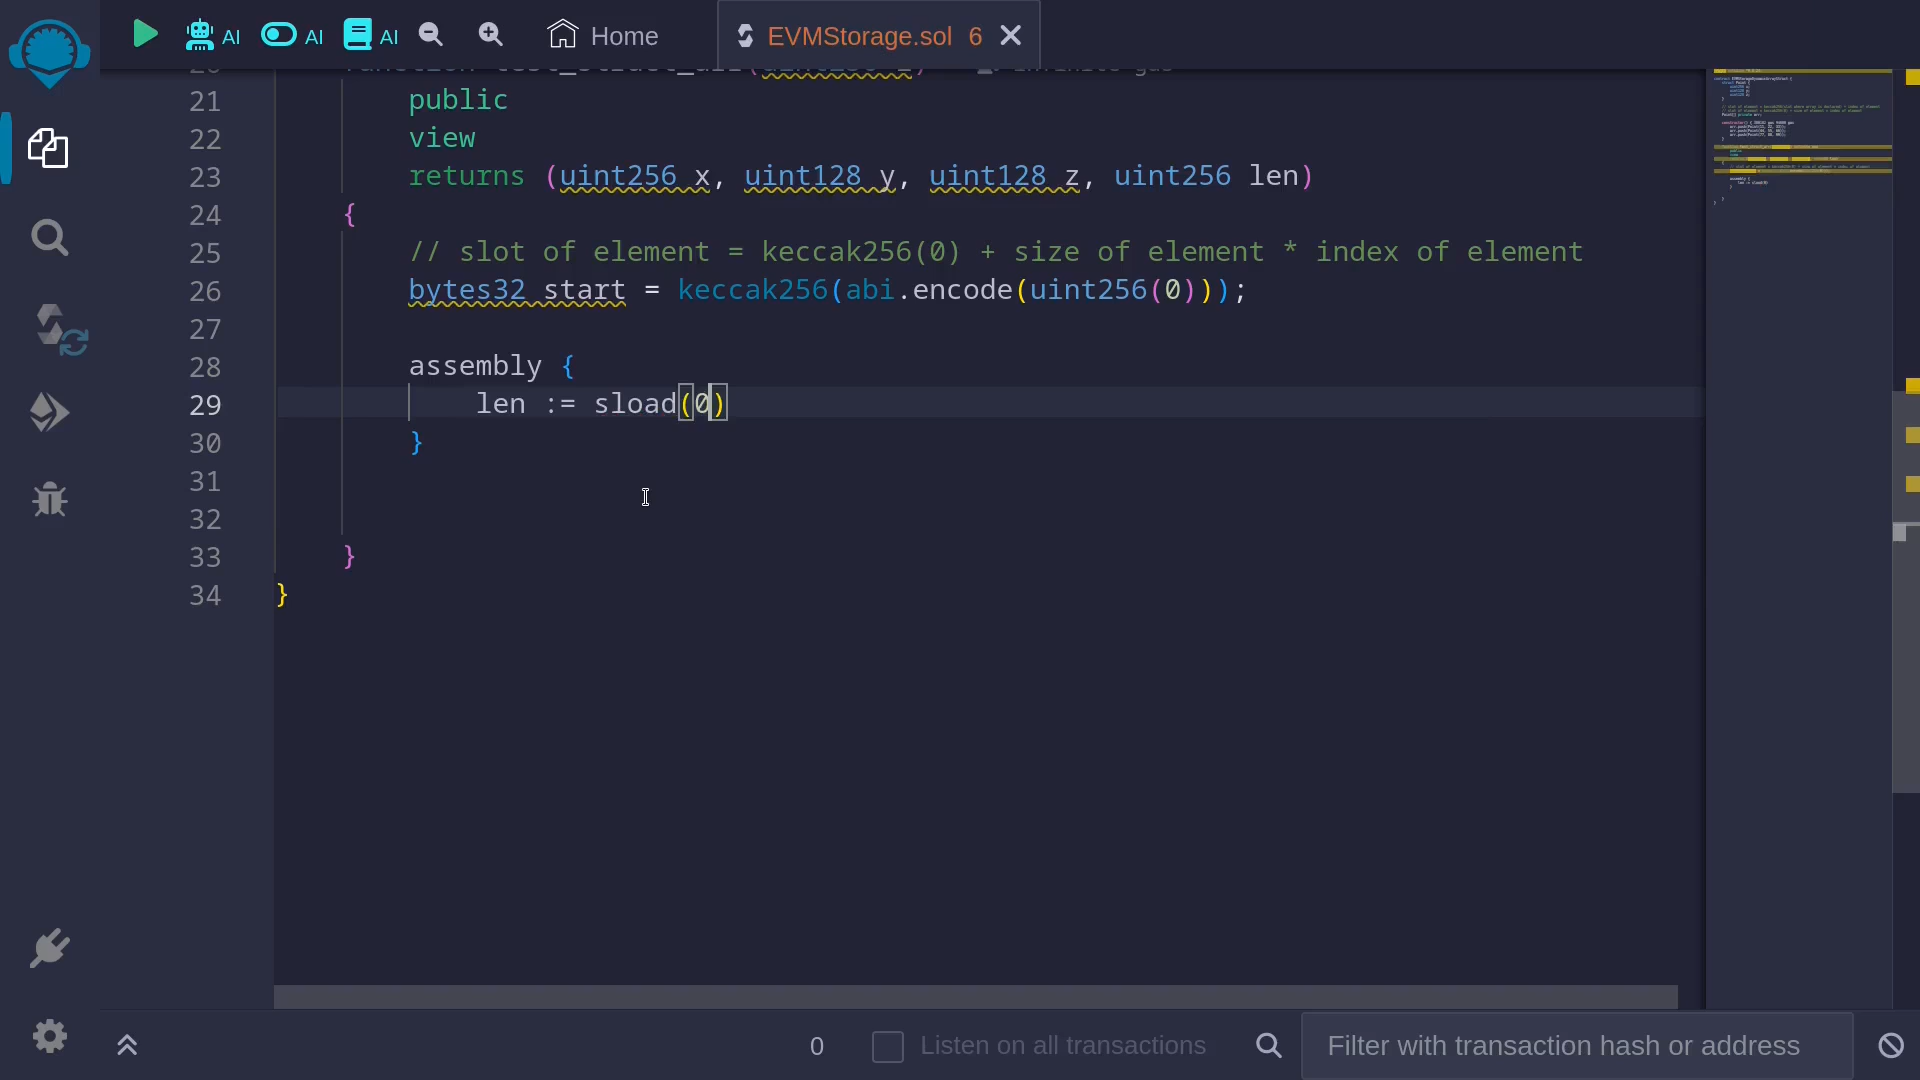 AI AI AI Home EVMStorage.sol 6
21 public
22 view
23 returns (uint256 x, uint128 y, uint128 z, uint256 len)
24 {
25 // slot of element = keccak256(0) + size of element * index of element
26 bytes32 start = keccak256(abi.encode(uint256(0)));
27
28 assembly {
29 len := sload(0)
30 }
31
32
33 }
34 }
0 Listen on all transactions Filter with transaction hash or address